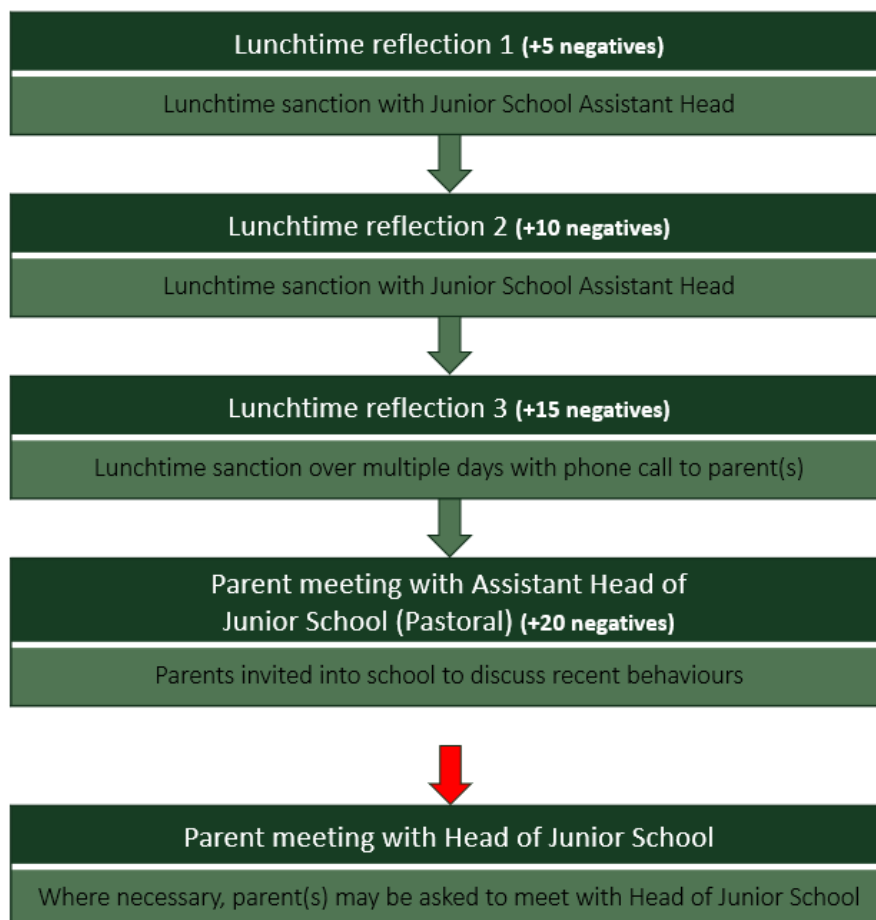 Lunchtime reflection 1 (+5 negatives)
Lunchtime sanction with Junior School Assistant Head
Lunchtime reflection 2 (+10 negatives)
Lunchtime sanction with Junior School Assistant Head
Lunchtime reflection 3 (+15 negatives)
Lunchtime sanction over multiple days with phone call to parent(s)
Parent meeting with Assistant Head of
Junior School (Pastoral) (+20 negatives)
Parents invited into school to discuss recent behaviours
Parent meeting with Head of Junior School
Where necessary, parent(s) may be asked to meet with Head of Junior School